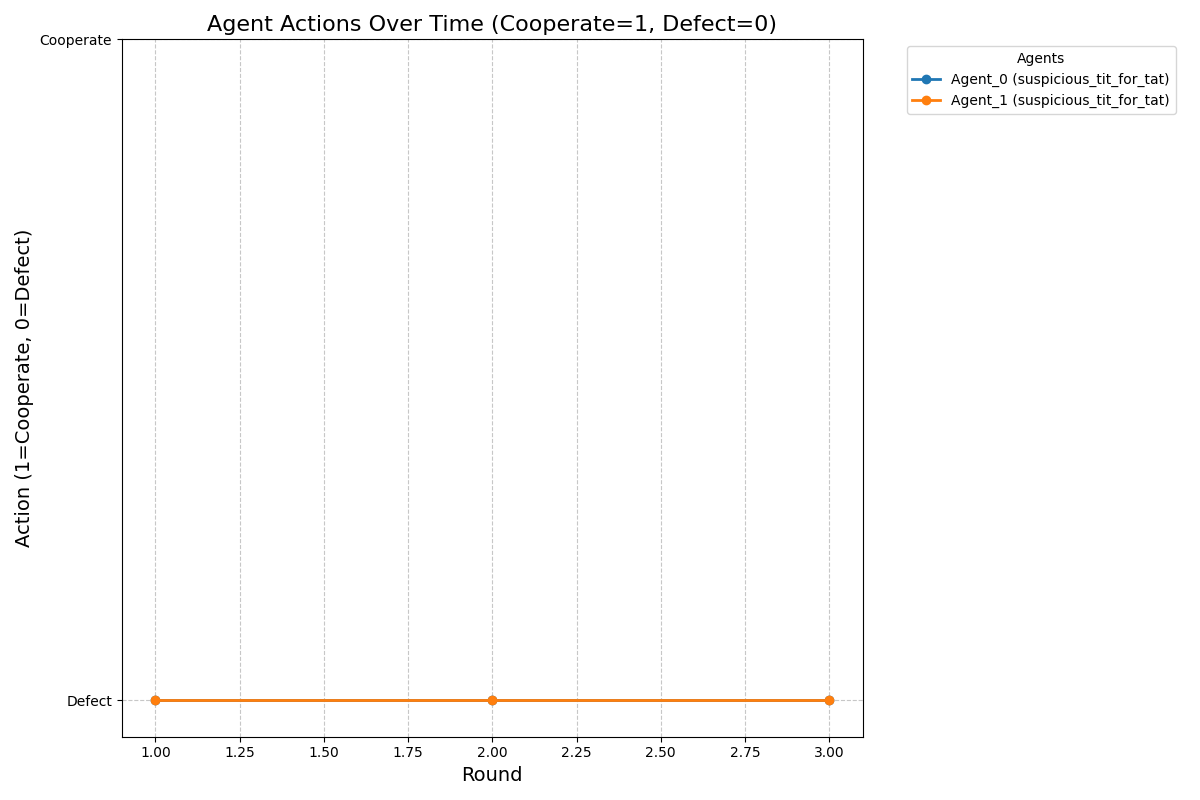 Agent Actions Over Time (Cooperate=1, Defect=0)
Cooperate
Action (1=Cooperate, 0=Defect)
Defect
1.00 1.25 1.50 1.75 2.00 2.25 2.50 2.75 3.00
Round
Agents
Agent_0 (suspicious_tit_for_tat)
Agent_1 (suspicious_tit_for_tat)